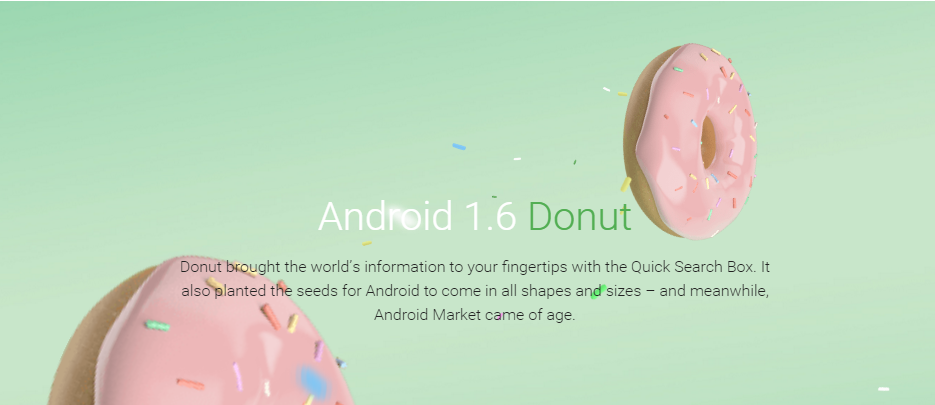 Android 1.6 Donut
Donut brought the world’s information to your fingertips with the Quick Search Box. It
also planted the seeds for Android to come in all shapes and sizes – and meanwhile,
Android Market came of age.